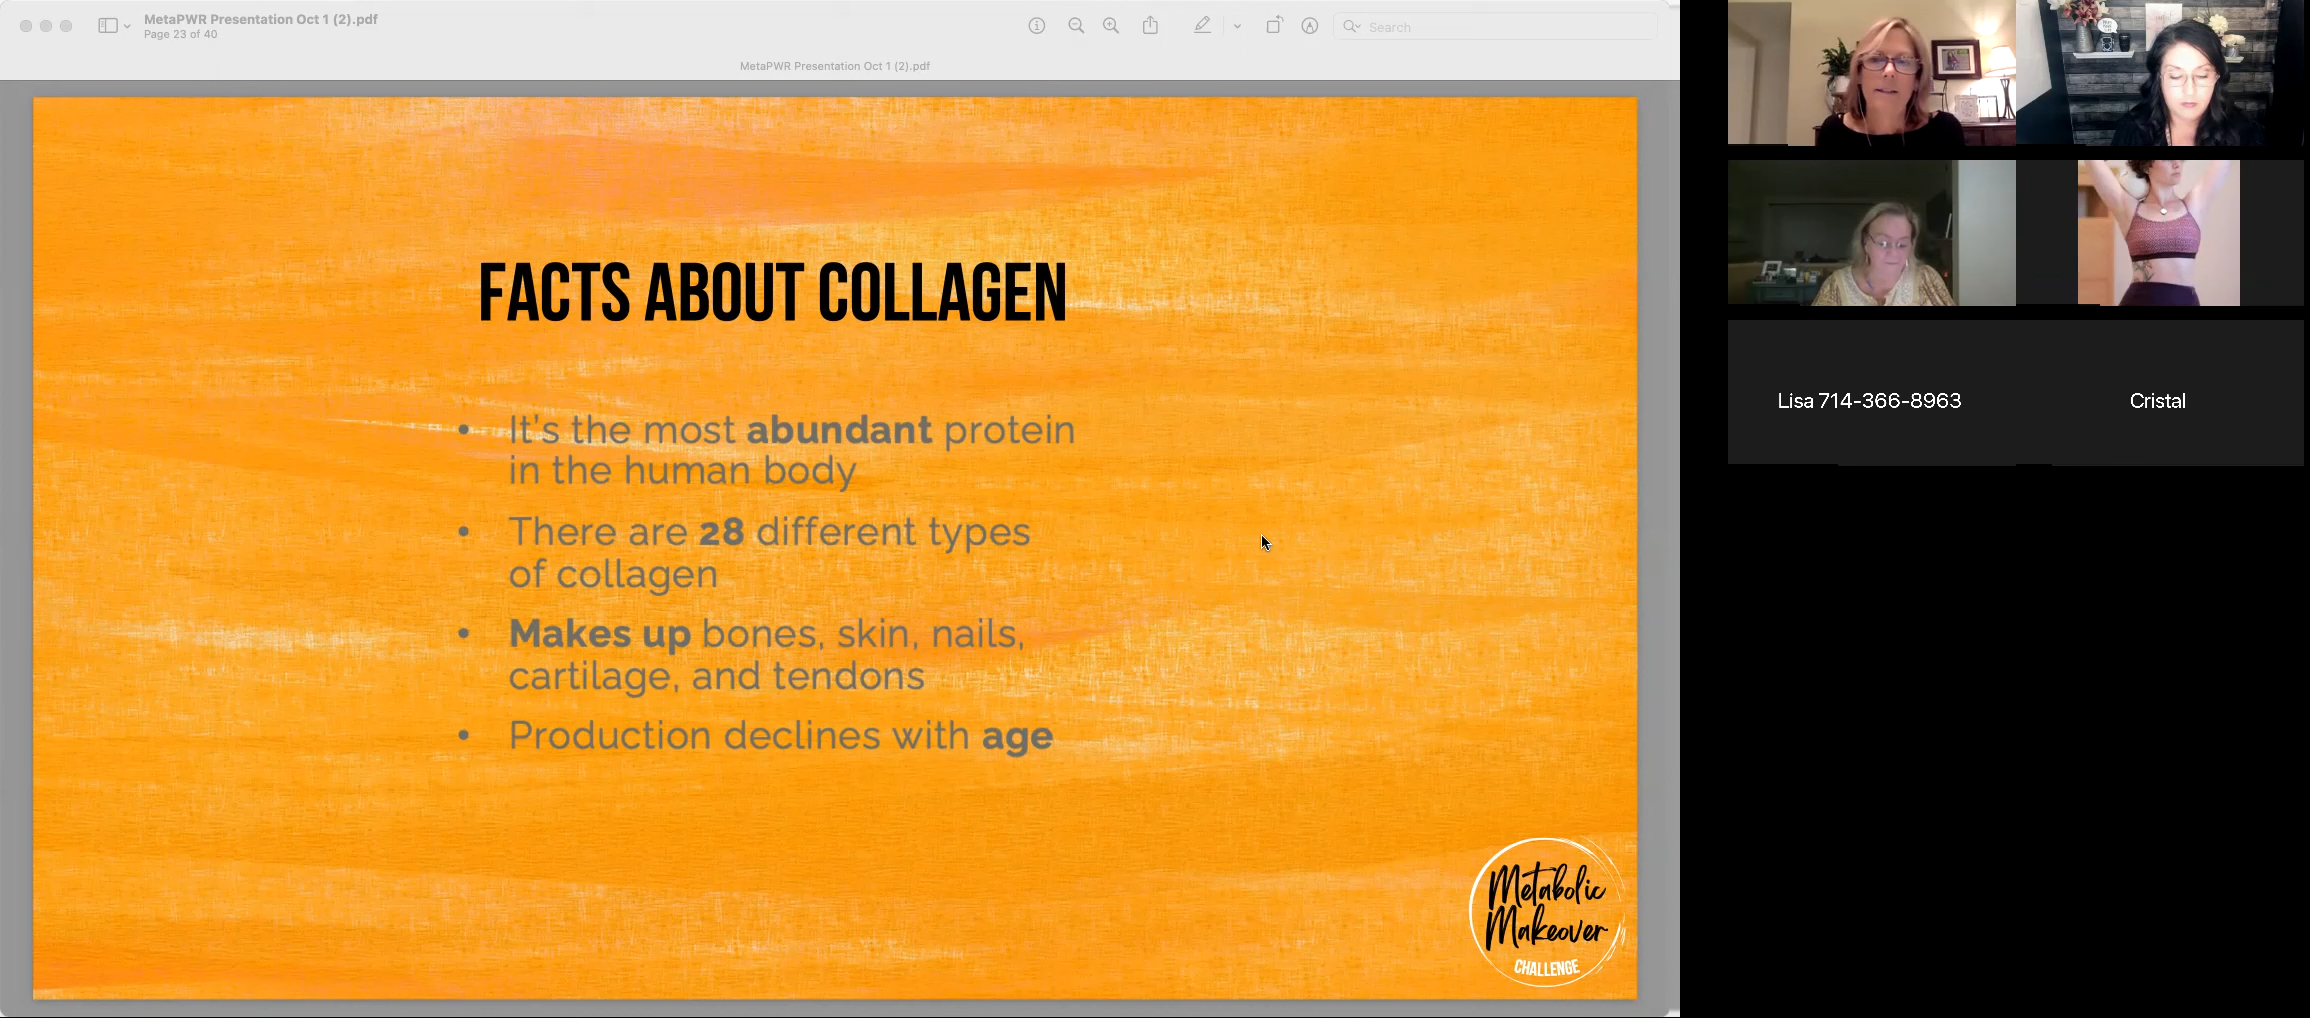 MetaPWR Presentation Oct 1 (2).pdf
Page 23 of 40
Search
MetaPWR Presentation Oct 1 (2).pdf
FACTS ABOUT COLLAGEN
• It's the most abundant protein
in the human body
• There are 28 different types
of collagen
• Makes up bones, skin, nails,
cartilage, and tendons
• Production declines with age
Metabolic
Makeover
CHALLENGE
Lisa 714-366-8963
Cristal